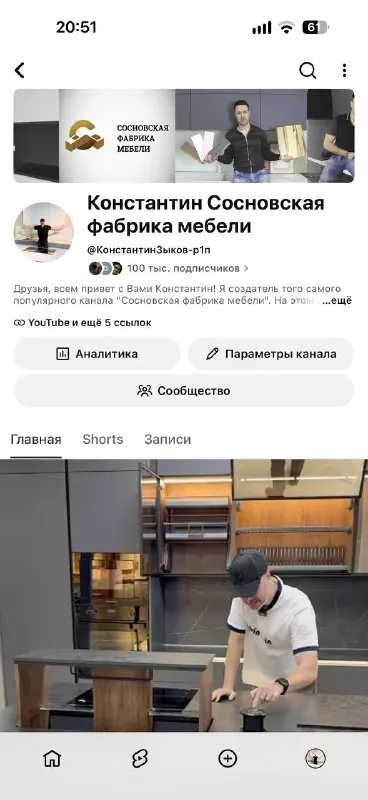 20:51
61
СОСНОВСКАЯ
ФАБРИКА
МЕБЕЛИ
Константин Сосновская
фабрика мебели
@КонстантинЗыков-р1п
100 тыс. подписчиков
Друзья, всем привет с Вами Константин! Я создатель того самого
популярного канала "Сосновская фабрика мебели". На этом ...ещё
YouTube и ещё 5 ссылок
Аналитика
Параметры канала
Сообщество
Главная Shorts Записи